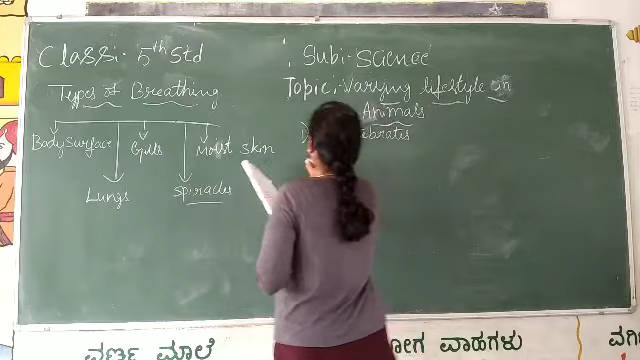 Class:- 5th Std
Sub:- Science
Types of Breathing
Topic:- Varying lifestyle in
Animals
Body Surface
Gills
Moist skin
Lungs
Spiracles
ವರ್ಣ ಮಾಲೆ
ವಾಹಗಳು